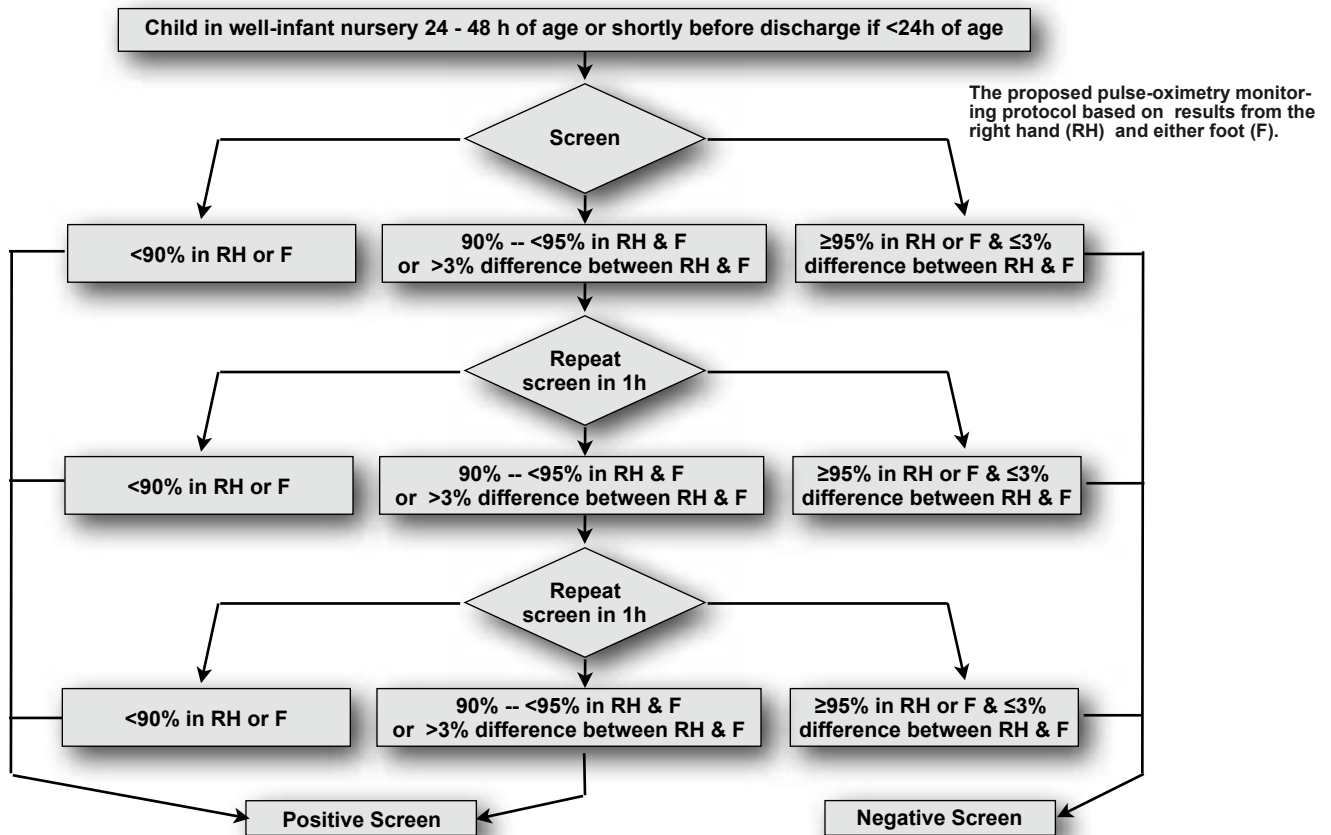 Child in well-infant nursery 24 - 48 h of age or shortly before discharge if <24h of age
The proposed pulse-oximetry monitor-
ing protocol based on results from the
right hand (RH) and either foot (F).
Screen
<90% in RH or F
90% -- <95% in RH & F
or >3% difference between RH & F
≥95% in RH or F & ≤3%
difference between RH & F
Repeat
screen in 1h
<90% in RH or F
90% -- <95% in RH & F
or >3% difference between RH & F
≥95% in RH or F & ≤3%
difference between RH & F
Repeat
screen in 1h
<90% in RH or F
90% -- <95% in RH & F
or >3% difference between RH & F
≥95% in RH or F & ≤3%
difference between RH & F
Positive Screen
Negative Screen